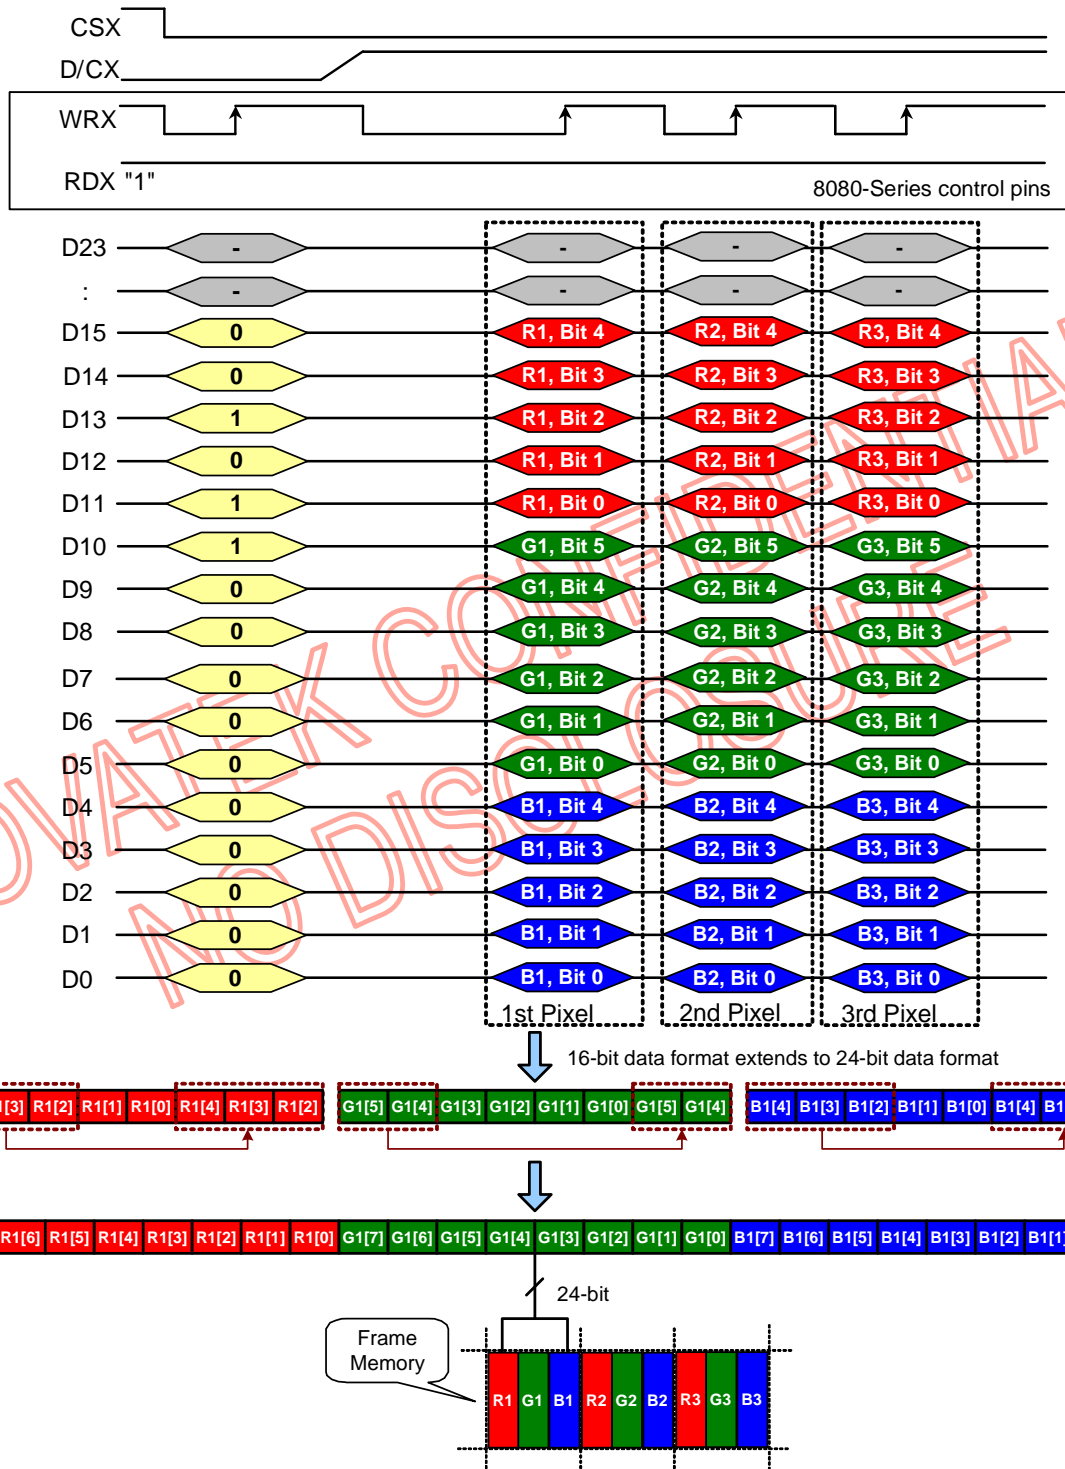 CSX
D/CX
WRX
RDX "1"
8080-Series control pins
D23 - - - -
: - - - -
D15 0 R1, Bit 4 R2, Bit 4 R3, Bit 4
D14 0 R1, Bit 3 R2, Bit 3 R3, Bit 3
D13 1 R1, Bit 2 R2, Bit 2 R3, Bit 2
D12 0 R1, Bit 1 R2, Bit 1 R3, Bit 1
D11 1 R1, Bit 0 R2, Bit 0 R3, Bit 0
D10 1 G1, Bit 5 G2, Bit 5 G3, Bit 5
D9 0 G1, Bit 4 G2, Bit 4 G3, Bit 4
D8 0 G1, Bit 3 G2, Bit 3 G3, Bit 3
D7 0 G1, Bit 2 G2, Bit 2 G3, Bit 2
D6 0 G1, Bit 1 G2, Bit 1 G3, Bit 1
D5 0 G1, Bit 0 G2, Bit 0 G3, Bit 0
D4 0 B1, Bit 4 B2, Bit 4 B3, Bit 4
D3 0 B1, Bit 3 B2, Bit 3 B3, Bit 3
D2 0 B1, Bit 2 B2, Bit 2 B3, Bit 2
D1 0 B1, Bit 1 B2, Bit 1 B3, Bit 1
D0 0 B1, Bit 0 B2, Bit 0 B3, Bit 0
1st Pixel 2nd Pixel 3rd Pixel
OVATEK CONFIDENTIA
NO DISCLOSURE
16-bit data format extends to 24-bit data format
[3] R1[2] R1[1] R1[0] R1[4] R1[3] R1[2] G1[5] G1[4] G1[3] G1[2] G1[1] G1[0] G1[5] G1[4] B1[4] B1[3] B1[2] B1[1] B1[0] B1[4] B1
R1[6] R1[5] R1[4] R1[3] R1[2] R1[1] R1[0] G1[7] G1[6] G1[5] G1[4] G1[3] G1[2] G1[1] G1[0] B1[7] B1[6] B1[5] B1[4] B1[3] B1[2] B1[1]
24-bit
Frame
Memory
R1 G1 B1 R2 G2 B2 R3 G3 B3